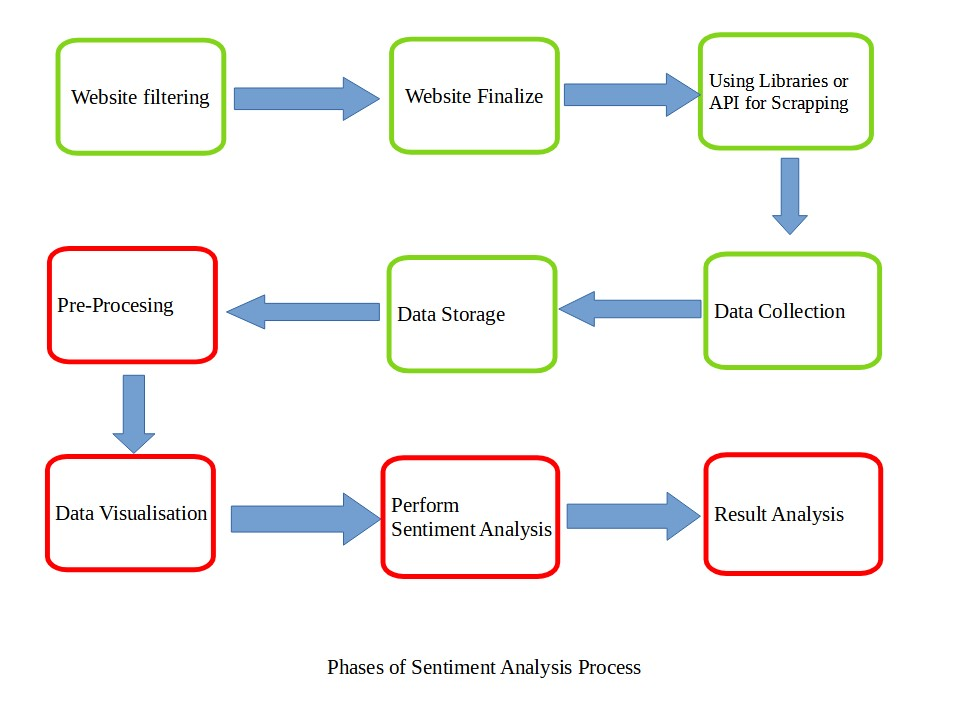 Website filtering
Website Finalize
Using Libraries or
API for Scrapping
Data Collection
Data Storage
Pre-Procesing
Data Visualisation
Perform
Sentiment Analysis
Result Analysis
Phases of Sentiment Analysis Process